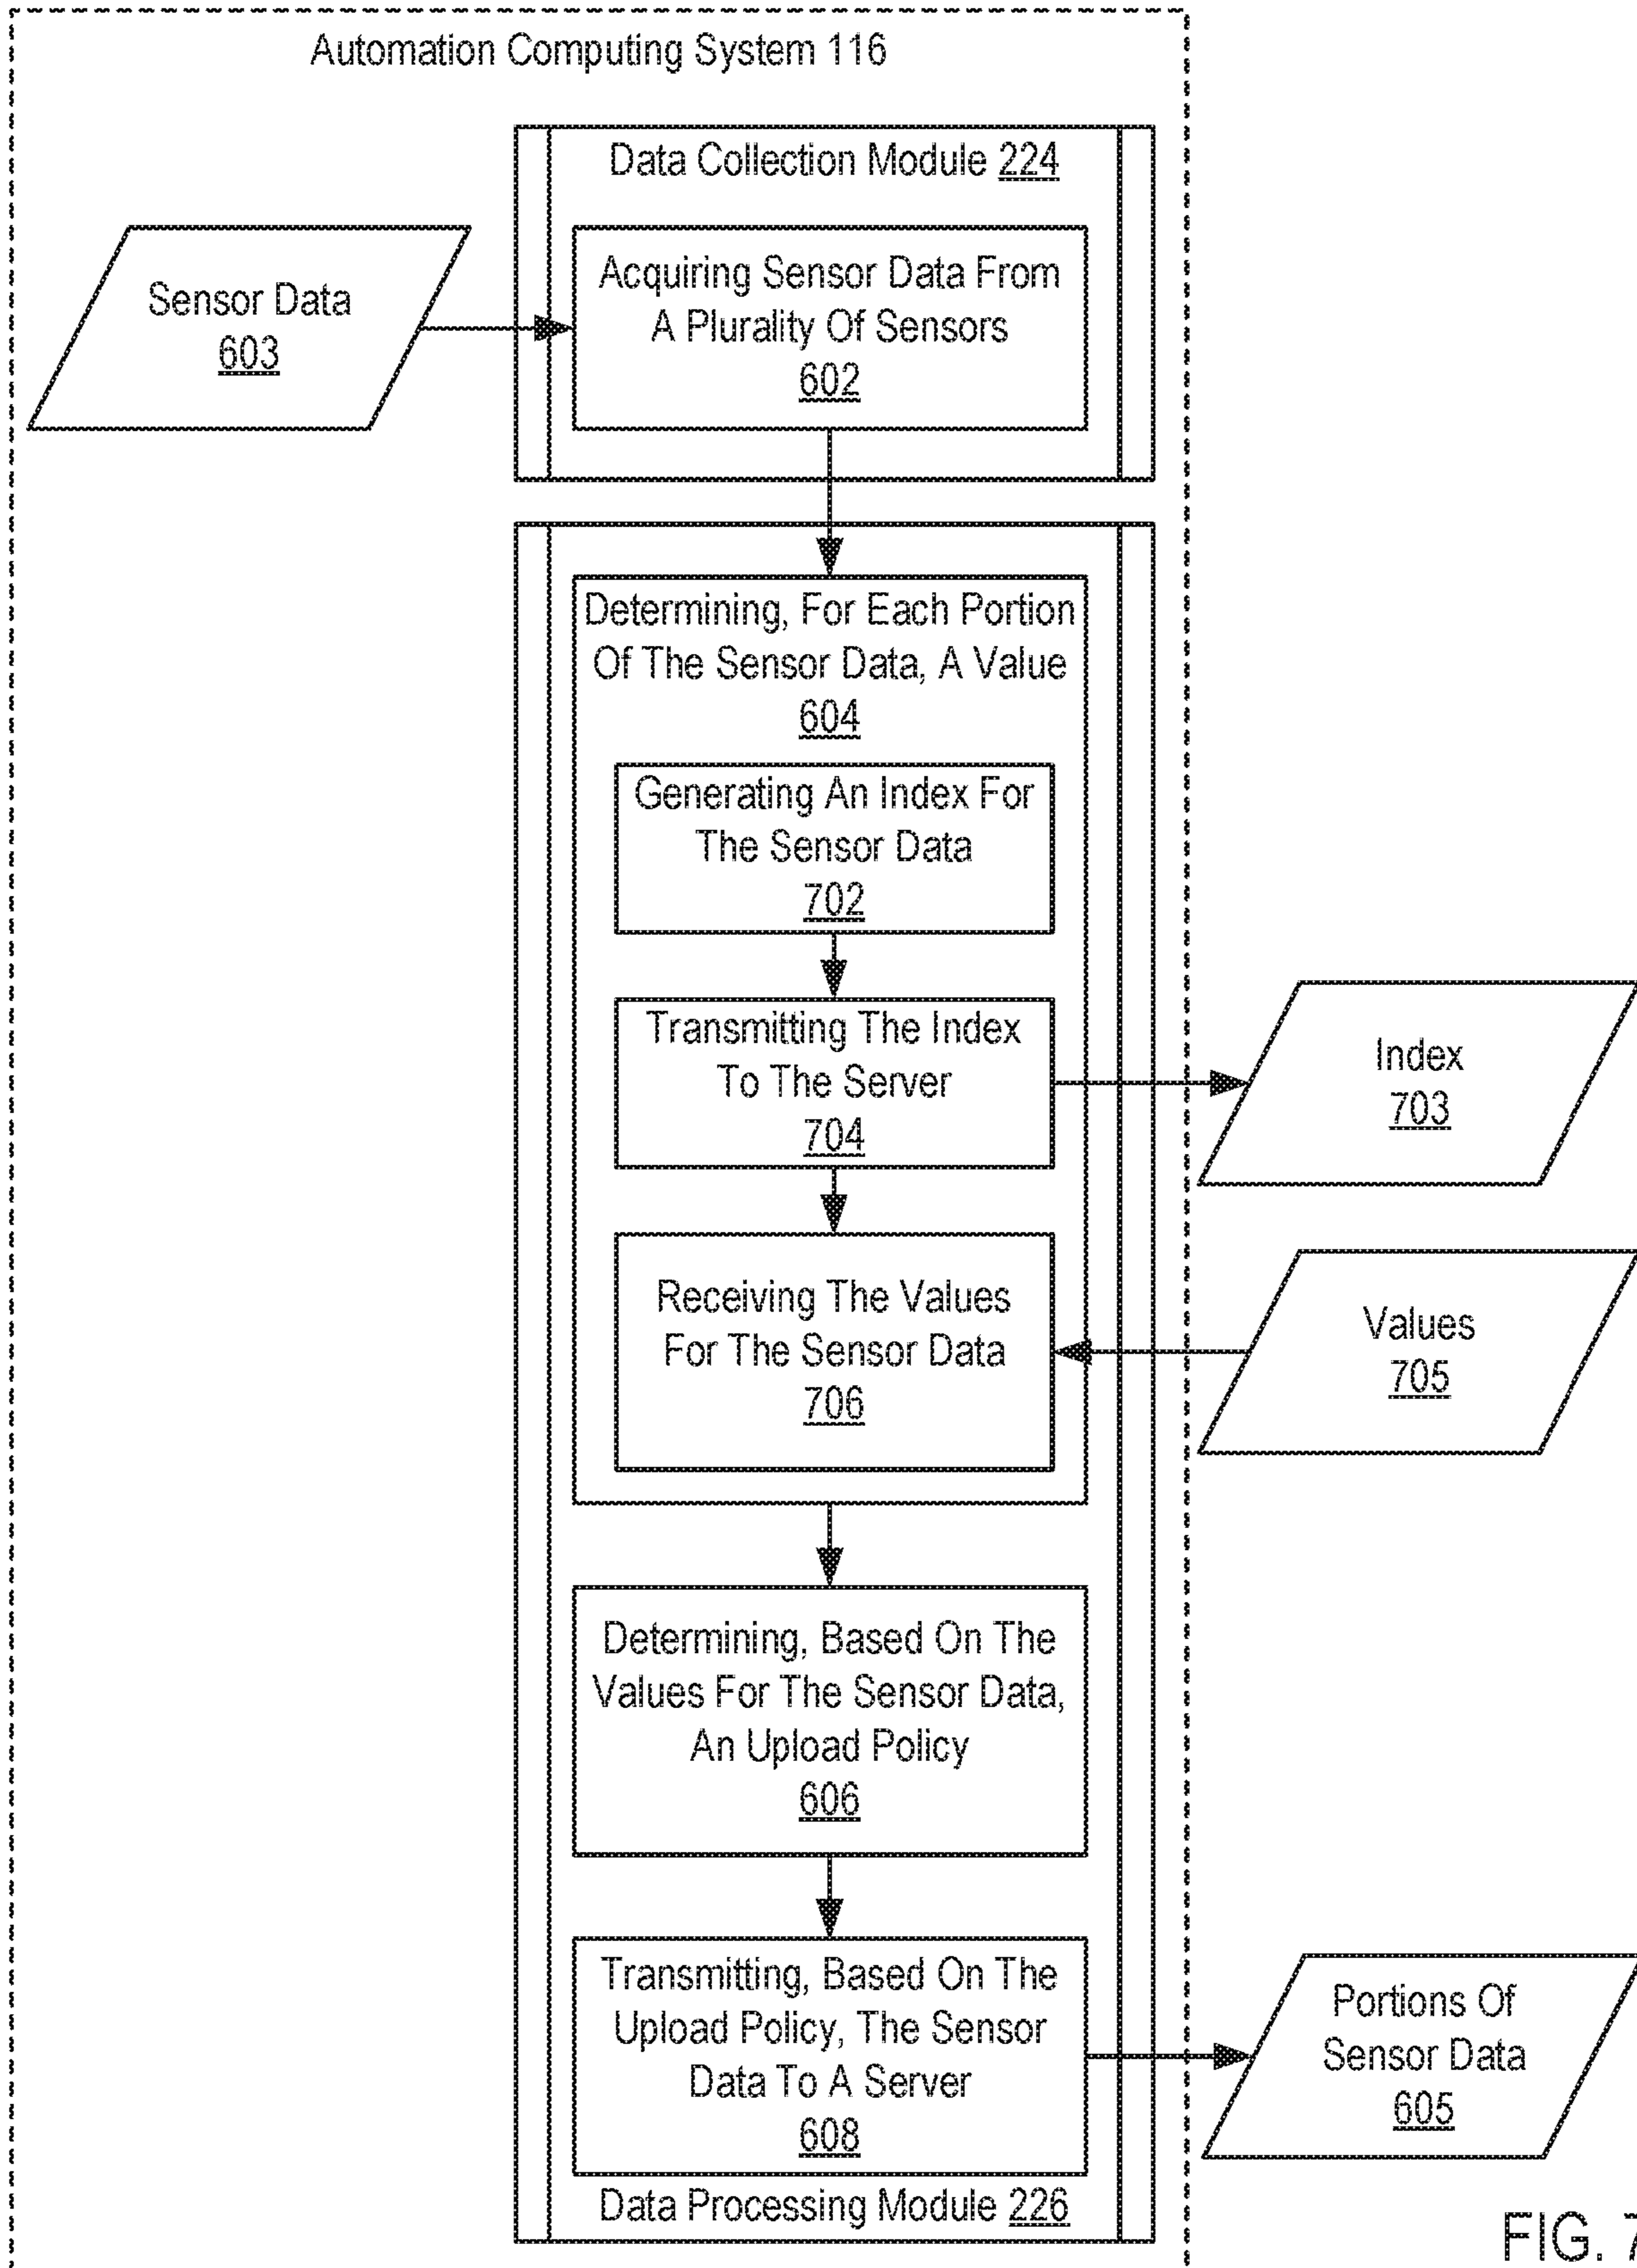 Automation Computing System 116
Data Collection Module 224
Sensor Data
603
Acquiring Sensor Data From
A Plurality Of Sensors
602
Determining, For Each Portion
Of The Sensor Data, A Value
604
Generating An Index For
The Sensor Data
702
Transmitting The Index
To The Server
704
Index
703
Receiving The Values
For The Sensor Data
706
Values
705
Determining, Based On The
Values For The Sensor Data,
An Upload Policy
606
Transmitting, Based On The
Upload Policy, The Sensor
Data To A Server
608
Portions Of
Sensor Data
605
Data Processing Module 226
FIG. 7